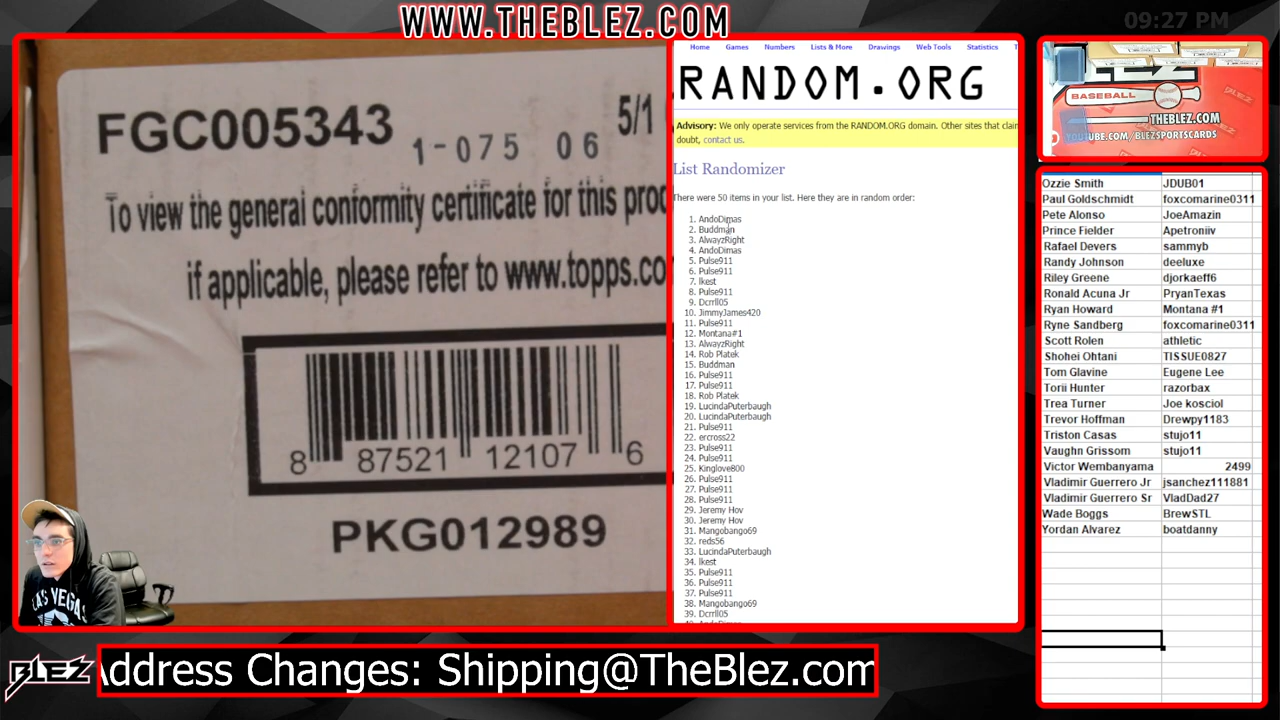 WWW.THEBLEZ.COM
09:27 PM
FGC005343
1-075 06
5/1
To view the general conformity certificate for this prod
if applicable, please refer to www.topps.co
8 87521 12107 6
PKG012989
Home Games Numbers Lists & More Drawings Web Tools Statistics T
RANDOM.ORG
Advisory: We only operate services from the RANDOM.ORG domain. Other sites that claim
doubt, contact us.
List Randomizer
There were 50 items in your list. Here they are in random order:
1. AndoDimas
2. Buddman
3. AlwayzRight
4. AndoDimas
5. Pulse911
6. Pulse911
7. lkest
8. Pulse911
9. Dcrrll05
10. JimmyJames420
11. Pulse911
12. Montana#1
13. AlwayzRight
14. Rob Platek
15. Buddman
16. Pulse911
17. Pulse911
18. Rob Platek
19. LucindaPuterbaugh
20. LucindaPuterbaugh
21. Pulse911
22. ercross22
23. Pulse911
24. Pulse911
25. Kinglove800
26. Pulse911
27. Pulse911
28. Pulse911
29. Jeremy Hov
30. Jeremy Hov
31. Mangobango69
32. reds56
33. LucindaPuterbaugh
34. lkest
35. Pulse911
36. Pulse911
37. Pulse911
38. Mangobango69
39. Dcrrll05
BASEBALL
THEBLEZ.COM
YOUTUBE.COM/BLEZSPORTSCARDS
Ozzie Smith JDUB01
Paul Goldschmidt foxcomarine0311
Pete Alonso JoeAmazin
Prince Fielder Apetroniiv
Rafael Devers sammyb
Randy Johnson deeluxe
Riley Greene djorkaeff6
Ronald Acuna Jr PryanTexas
Ryan Howard Montana #1
Ryne Sandberg foxcomarine0311
Scott Rolen athletic
Shohei Ohtani TISSUE0827
Tom Glavine Eugene Lee
Torii Hunter razorbax
Trea Turner Joe kosciol
Trevor Hoffman Drewpy1183
Triston Casas stujo11
Vaughn Grissom stujo11
Victor Wembanyama 2499
Vladimir Guerrero Jr jsanchez111881
Vladimir Guerrero Sr VladDad27
Wade Boggs BrewSTL
Yordan Alvarez boatdanny
LAS VEGAS
BLEZ
Address Changes: Shipping@TheBlez.com